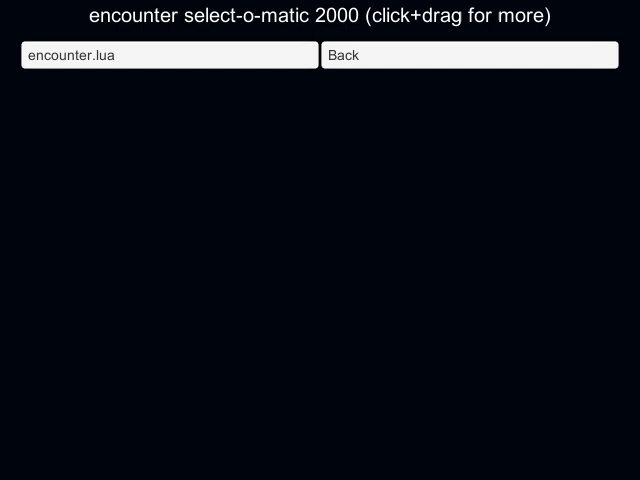 encounter select-o-matic 2000 (click+drag for more)
encounter.lua
Back